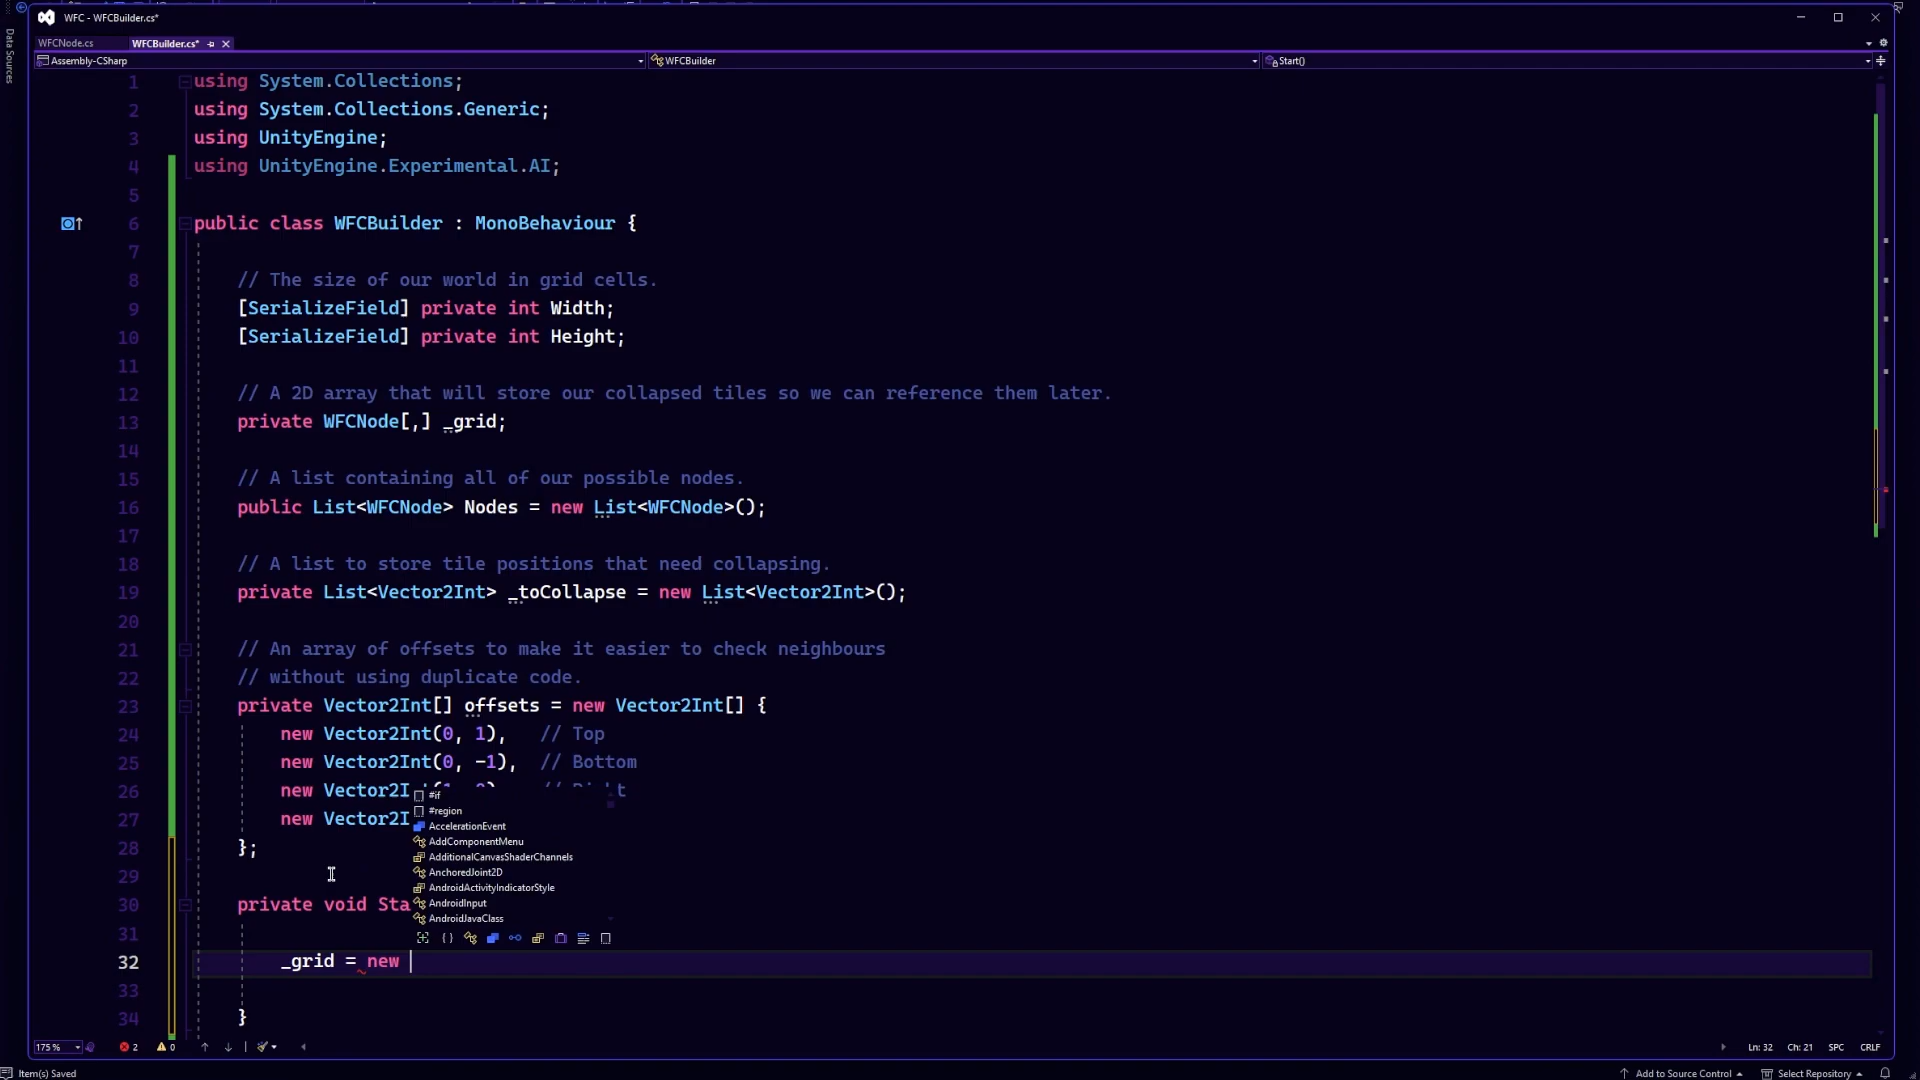 WFC - WFCBuilder.cs*
Data Sources
WFCNode.cs
WFCBuilder.cs*
Assembly-CSharp
WFCBuilder
Start()
1 using System.Collections;
2 using System.Collections.Generic;
3 using UnityEngine;
4 using UnityEngine.Experimental.AI;
5
6 public class WFCBuilder : MonoBehaviour {
7
8 // The size of our world in grid cells.
9 [SerializeField] private int Width;
10 [SerializeField] private int Height;
11
12 // A 2D array that will store our collapsed tiles so we can reference them later.
13 private WFCNode[,] _grid;
14
15 // A list containing all of our possible nodes.
16 public List<WFCNode> Nodes = new List<WFCNode>();
17
18 // A list to store tile positions that need collapsing.
19 private List<Vector2Int> _toCollapse = new List<Vector2Int>();
20
21 // An array of offsets to make it easier to check neighbours
22 // without using duplicate code.
23 private Vector2Int[] offsets = new Vector2Int[] {
24 new Vector2Int(0, 1), // Top
25 new Vector2Int(0, -1), // Bottom
26 new Vector2I
27 new Vector2I
28 };
29
30 private void Sta
31
32 _grid = new
33
34 }
#if
#region
AccelerationEvent
AddComponentMenu
AdditionalCanvasShaderChannels
AnchoredJoint2D
AndroidActivityIndicatorStyle
AndroidInput
AndroidJavaClass
175 %
2
0
Ln: 32
Ch: 21
SPC
CRLF
Item(s) Saved
Add to Source Control
Select Repository